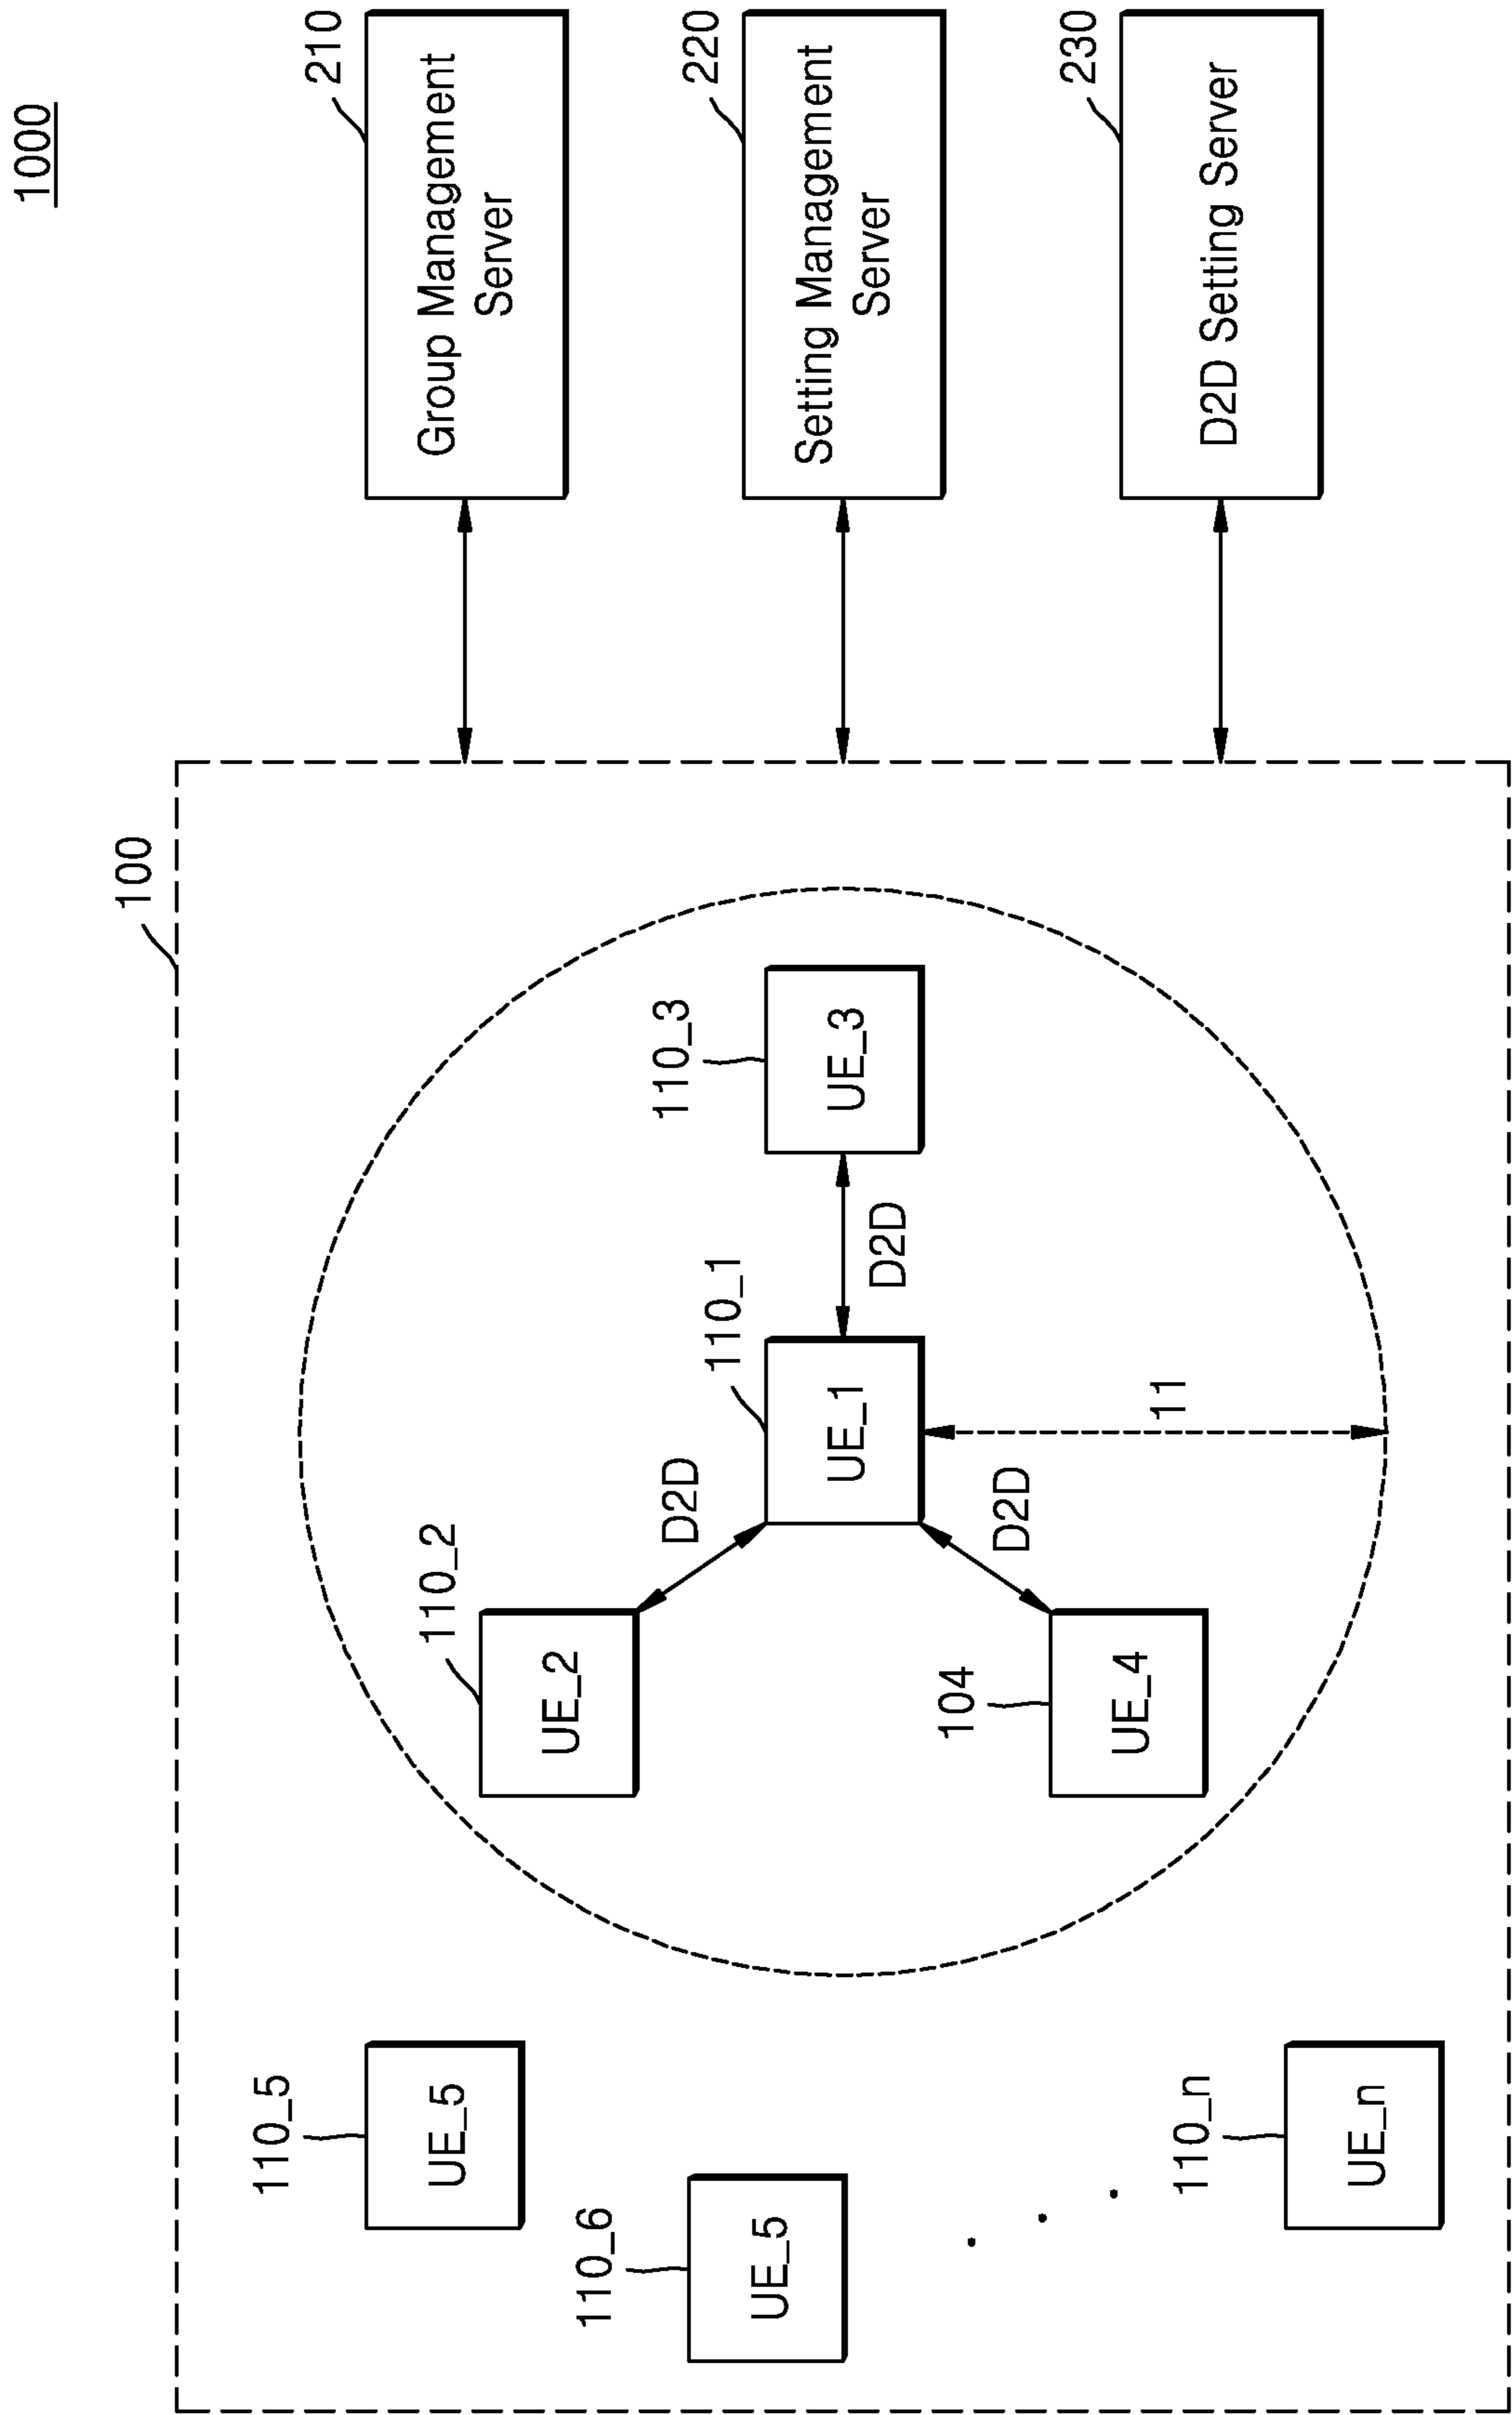 1000
100
110_5
UE_5
110_6
UE_5
110_n
UE_n
110_2
UE_2
D2D
110_1
UE_1
D2D
110_3
UE_3
104
UE_4
D2D
11
210
Group Management
Server
220
Setting Management
Server
230
D2D Setting Server